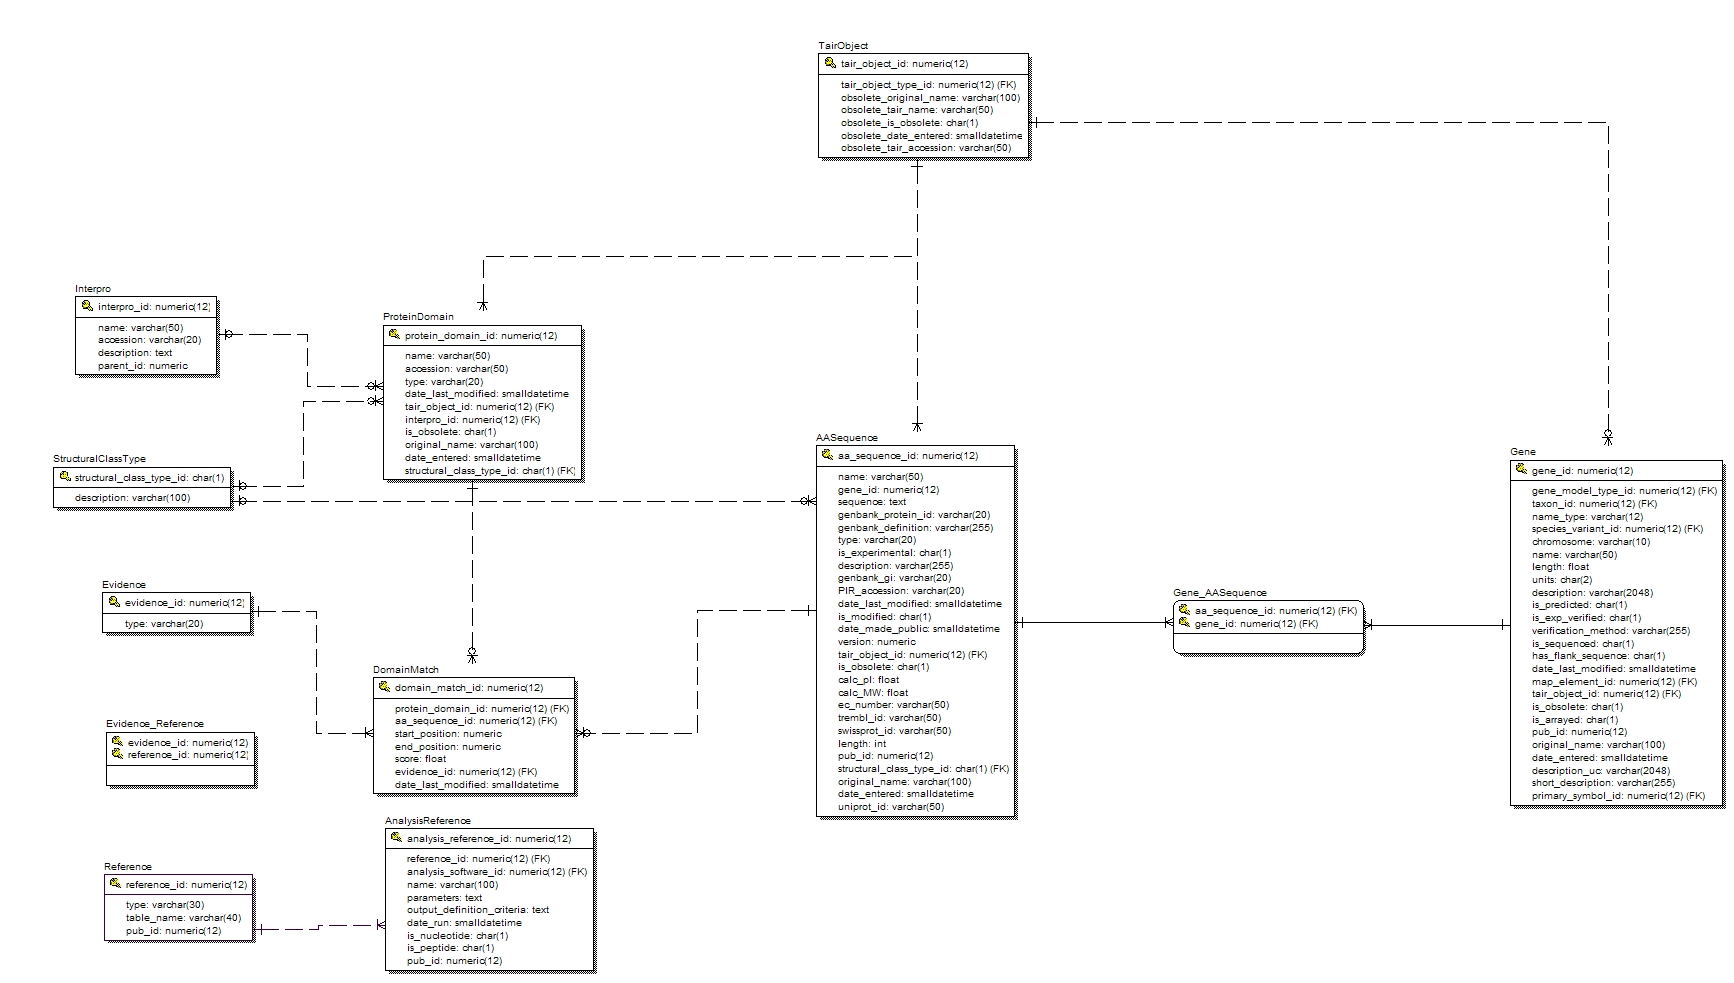 TairObject
tair_object_id: numeric(12)
tair_object_type_id: numeric(12) (FK)
obsolete_original_name: varchar(100)
obsolete_tair_name: varchar(50)
obsolete_is_obsolete: char(1)
obsolete_date_entered: smalldatetime
obsolete_tair_accession: varchar(50)
Interpro
interpro_id: numeric(12)
name: varchar(50)
accession: varchar(20)
description: text
parent_id: numeric
ProteinDomain
protein_domain_id: numeric(12)
name: varchar(50)
accession: varchar(50)
type: varchar(20)
date_last_modified: smalldatetime
tair_object_id: numeric(12) (FK)
interpro_id: numeric(12) (FK)
is_obsolete: char(1)
original_name: varchar(100)
date_entered: smalldatetime
structural_class_type_id: char(1) (FK)
StructuralClassType
structural_class_type_id: char(1)
description: varchar(100)
AASequence
aa_sequence_id: numeric(12)
name: varchar(50)
gene_id: numeric(12)
sequence: text
genbank_protein_id: varchar(20)
genbank_definition: varchar(255)
type: varchar(20)
is_experimental: char(1)
description: varchar(255)
genbank_gi: varchar(20)
PIR_accession: varchar(20)
date_last_modified: smalldatetime
is_modified: char(1)
date_made_public: smalldatetime
version: numeric
tair_object_id: numeric(12) (FK)
is_obsolete: char(1)
calc_pI: float
calc_MW: float
ec_number: varchar(50)
trembl_id: varchar(50)
swissprot_id: varchar(50)
length: int
pub_id: numeric(12)
structural_class_type_id: char(1) (FK)
original_name: varchar(100)
date_entered: smalldatetime
uniprot_id: varchar(50)
Gene
gene_id: numeric(12)
gene_model_type_id: numeric(12) (FK)
taxon_id: numeric(12) (FK)
name_type: varchar(12)
species_variant_id: numeric(12) (FK)
chromosome: varchar(10)
name: varchar(50)
length: float
units: char(2)
description: varchar(2048)
is_predicted: char(1)
is_exp_verified: char(1)
verification_method: varchar(255)
is_sequenced: char(1)
has_flank_sequence: char(1)
date_last_modified: smalldatetime
map_element_id: numeric(12) (FK)
tair_object_id: numeric(12) (FK)
is_obsolete: char(1)
is_arrayed: char(1)
pub_id: numeric(12)
original_name: varchar(100)
date_entered: smalldatetime
description_uc: varchar(2048)
short_description: varchar(255)
primary_symbol_id: numeric(12) (FK)
Gene_AASequence
aa_sequence_id: numeric(12) (FK)
gene_id: numeric(12) (FK)
Evidence
evidence_id: numeric(12)
type: varchar(20)
DomainMatch
domain_match_id: numeric(12)
protein_domain_id: numeric(12) (FK)
aa_sequence_id: numeric(12) (FK)
start_position: numeric
end_position: numeric
score: float
evidence_id: numeric(12) (FK)
date_last_modified: smalldatetime
Evidence_Reference
evidence_id: numeric(12)
reference_id: numeric(12)
AnalysisReference
analysis_reference_id: numeric(12)
reference_id: numeric(12) (FK)
analysis_software_id: numeric(12) (FK)
name: varchar(100)
parameters: text
output_definition_criteria: text
date_run: smalldatetime
is_nucleotide: char(1)
is_peptide: char(1)
pub_id: numeric(12)
Reference
reference_id: numeric(12)
type: varchar(30)
table_name: varchar(40)
pub_id: numeric(12)